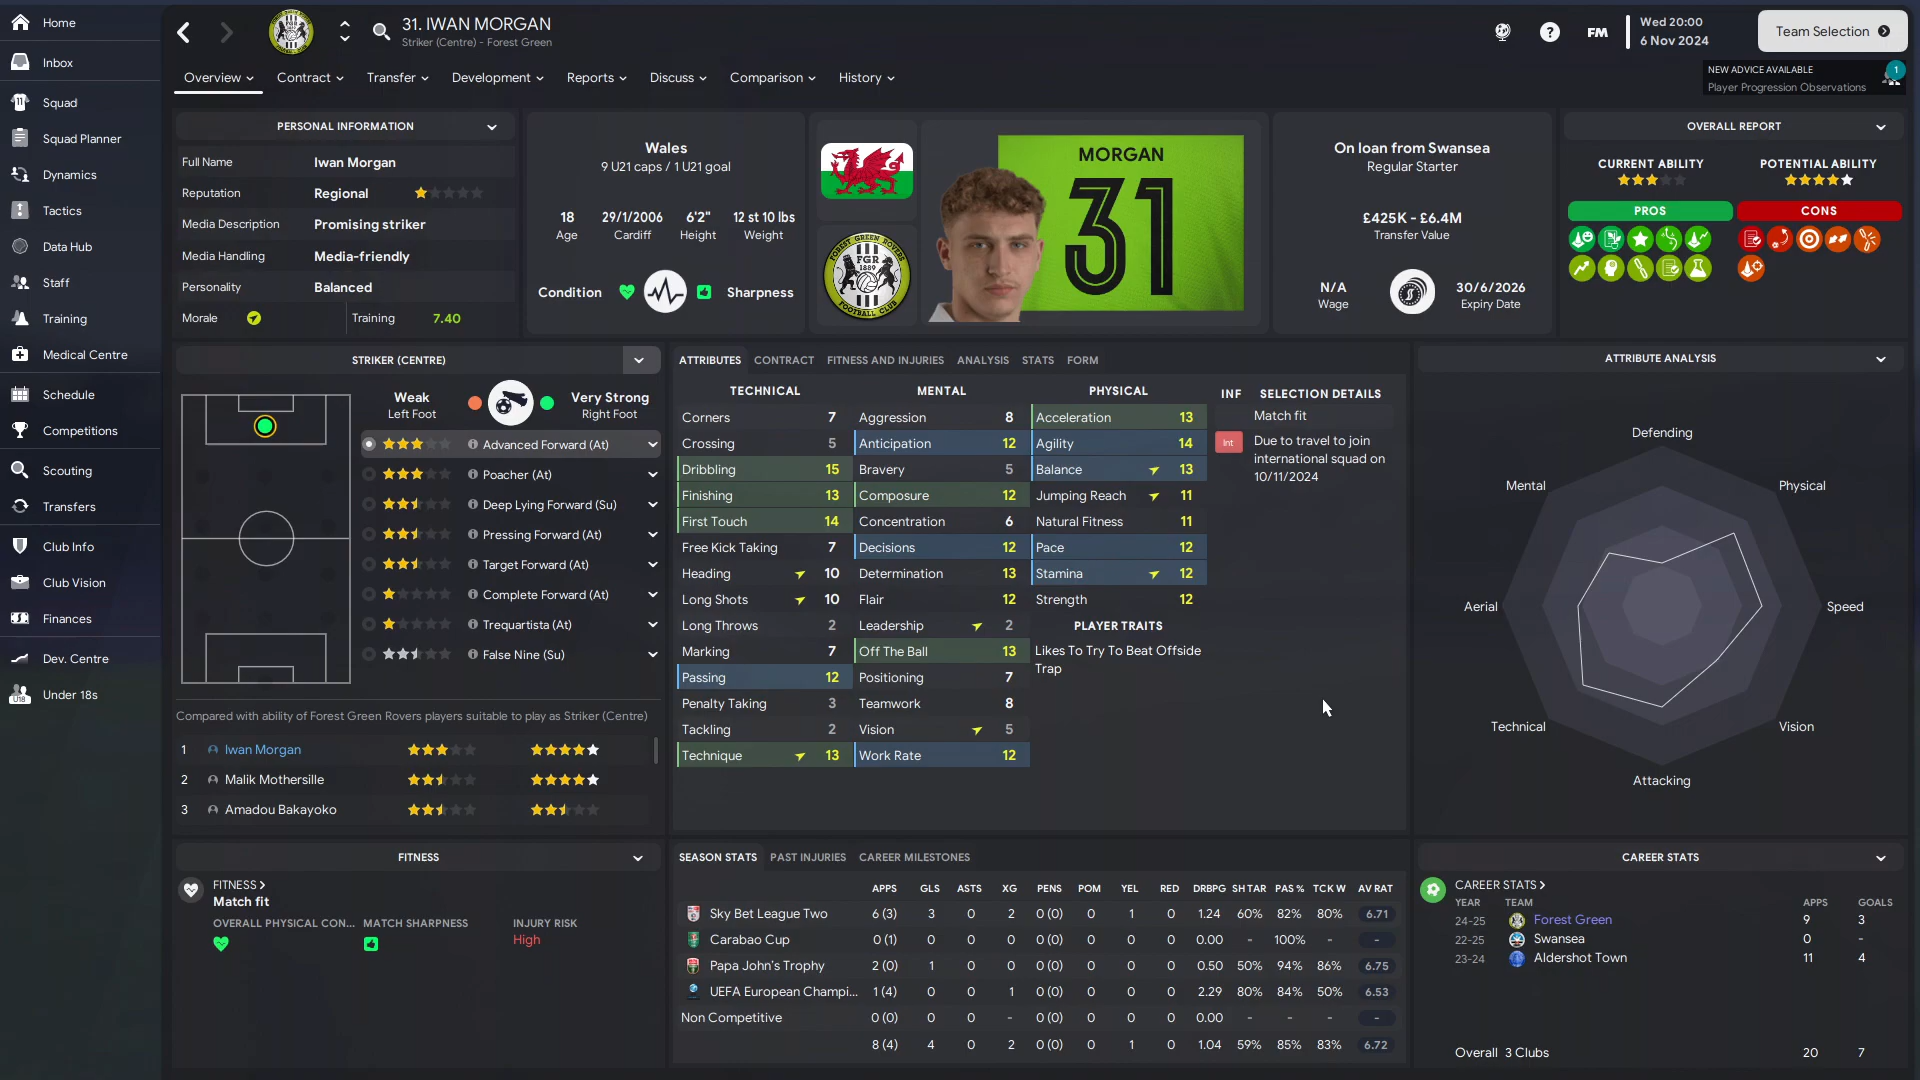 Home
Inbox
Squad
Squad Planner
Dynamics
Tactics
Data Hub
Staff
Training
Medical Centre
Schedule
Competitions
Scouting
Transfers
Club Info
Club Vision
Finances
Dev. Centre
Under 18s
31. IWAN MORGAN
Striker (Centre) - Forest Green
FM
Wed 20:00
6 Nov 2024
Team Selection
Overview
Contract
Transfer
Development
Reports
Discuss
Comparison
History
NEW ADVICE AVAILABLE
Player Progression Observations
1
PERSONAL INFORMATION
Full Name Iwan Morgan
Reputation Regional
Media Description Promising striker
Media Handling Media-friendly
Personality Balanced
Morale Training 7.40
Wales
9 U21 caps / 1 U21 goal
18 29/1/2006 6'2" 12 st 10 lbs
Age Cardiff Height Weight
Condition Sharpness
FOREST GREEN ROVERS
FGR
1889
FOOTBALL CLUB
MORGAN
31
On loan from Swansea
Regular Starter
£425K - £6.4M
Transfer Value
N/A 30/6/2026
Wage Expiry Date
OVERALL REPORT
CURRENT ABILITY POTENTIAL ABILITY
PROS CONS
STRIKER (CENTRE)
Weak Very Strong
Left Foot Right Foot
Advanced Forward (At)
Poacher (At)
Deep Lying Forward (Su)
Pressing Forward (At)
Target Forward (At)
Complete Forward (At)
Trequartista (At)
False Nine (Su)
Compared with ability of Forest Green Rovers players suitable to play as Striker (Centre)
1 Iwan Morgan
2 Malik Mothersille
3 Amadou Bakayoko
ATTRIBUTES CONTRACT FITNESS AND INJURIES ANALYSIS STATS FORM
TECHNICAL MENTAL PHYSICAL INF SELECTION DETAILS
Corners 7 Aggression 8 Acceleration 13 Match fit
Crossing 5 Anticipation 12 Agility 14 Int Due to travel to join
international squad on
10/11/2024
Dribbling 15 Bravery 5 Balance 13
Finishing 13 Composure 12 Jumping Reach 11
First Touch 14 Concentration 6 Natural Fitness 11
Free Kick Taking 7 Decisions 12 Pace 12
Heading 10 Determination 13 Stamina 12
Long Shots 10 Flair 12 Strength 12
Long Throws 2 Leadership 2 PLAYER TRAITS
Marking 7 Off The Ball 13 Likes To Try To Beat Offside
Trap
Passing 12 Positioning 7
Penalty Taking 3 Teamwork 8
Tackling 2 Vision 5
Technique 13 Work Rate 12
ATTRIBUTE ANALYSIS
Defending
Mental Physical
Aerial Speed
Technical Vision
Attacking
FITNESS
FITNESS
Match fit
OVERALL PHYSICAL CON... MATCH SHARPNESS INJURY RISK
High
SEASON STATS PAST INJURIES CAREER MILESTONES
APPS GLS ASTS XG PENS POM YEL RED DRBPG SH TAR PAS % TCK W AV RAT
Sky Bet League Two 6 (3) 3 0 2 0 (0) 0 1 0 1.24 60% 82% 80% 6.71
Carabao Cup 0 (1) 0 0 0 0 (0) 0 0 0 0.00 - 100% - -
Papa John's Trophy 2 (0) 1 0 0 0 (0) 0 0 0 0.50 50% 94% 86% 6.75
UEFA European Champi... 1 (4) 0 0 1 0 (0) 0 0 0 2.29 80% 84% 50% 6.53
Non Competitive 0 (0) 0 0 - 0 (0) 0 0 0 0.00 - - - -
8 (4) 4 0 2 0 (0) 0 1 0 1.04 59% 85% 83% 6.72
CAREER STATS
CAREER STATS
YEAR TEAM APPS GOALS
24-25 Forest Green 9 3
22-25 Swansea 0 -
23-24 Aldershot Town 11 4
Overall 3 Clubs 20 7